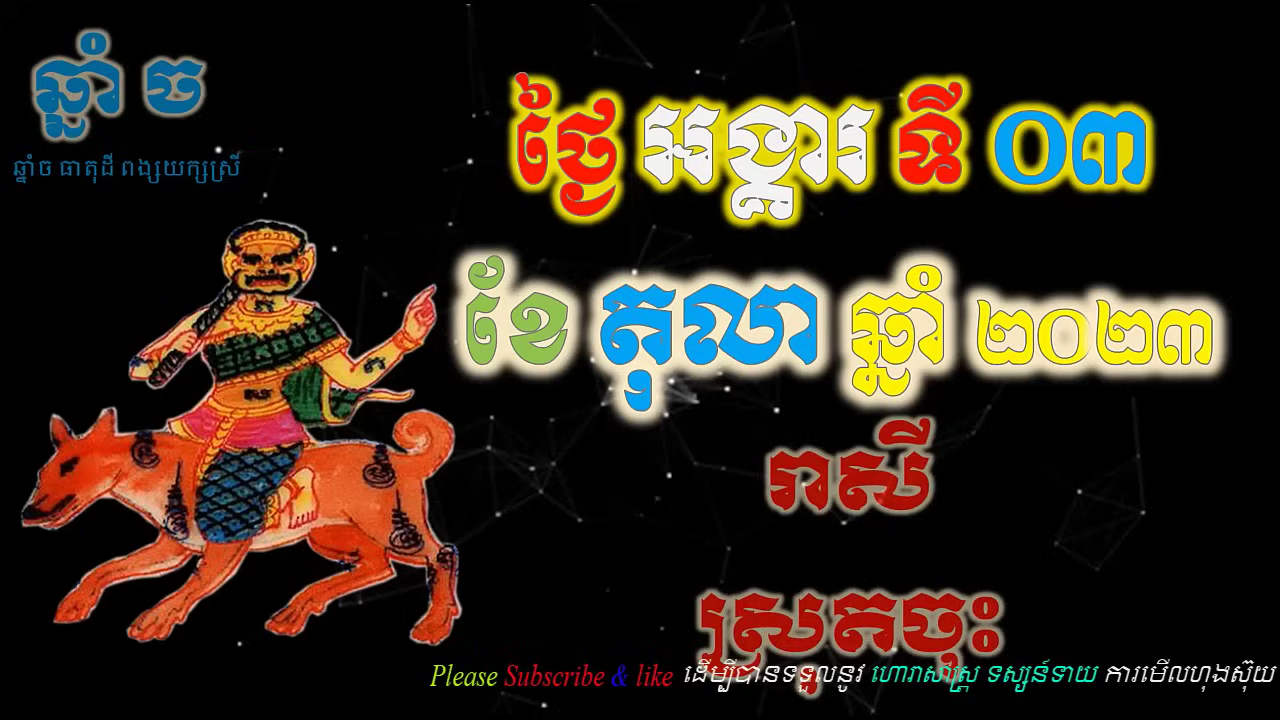 ឆ្នាំ ច
ឆ្នាំច ធាតុដី ពង្សយក្សស្រី
ថ្ងៃ អង្គារ ទី ០៣
ខែ តុលា ឆ្នាំ ២០២៣
រាសី
ស្រុតចុះ
Please Subscribe & like ដើម្បីបានទទួលនូវ ហោរាសាស្ត្រ ទស្សន៍ទាយ ការមើលហុងស៊ុយ